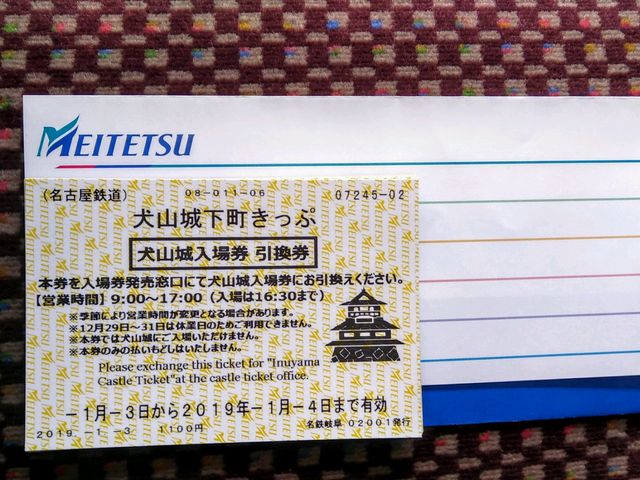 MEITETSU
（名古屋鉄道） 08-011-06 07245-02
犬山城下町きっぷ
犬山城入場券 引換券
本券を入場券発売窓口にて犬山城入場券にお引換えください。
【営業時間】9:00～17:00（入場は16:30まで）
※季節により営業時間が変更となる場合があります。
※12月29日～31日は休業日のためご利用できません。
※本券では犬山城にご入場いただけません。
※本券のみの払いもどしはいたしません。
Please exchange this ticket for "Inuyama
Castle Ticket"at the castle ticket office.
-1月-3日から2019年-1月-4日まで有効
2019 -1 -3 1100円 名鉄岐阜 02001発行